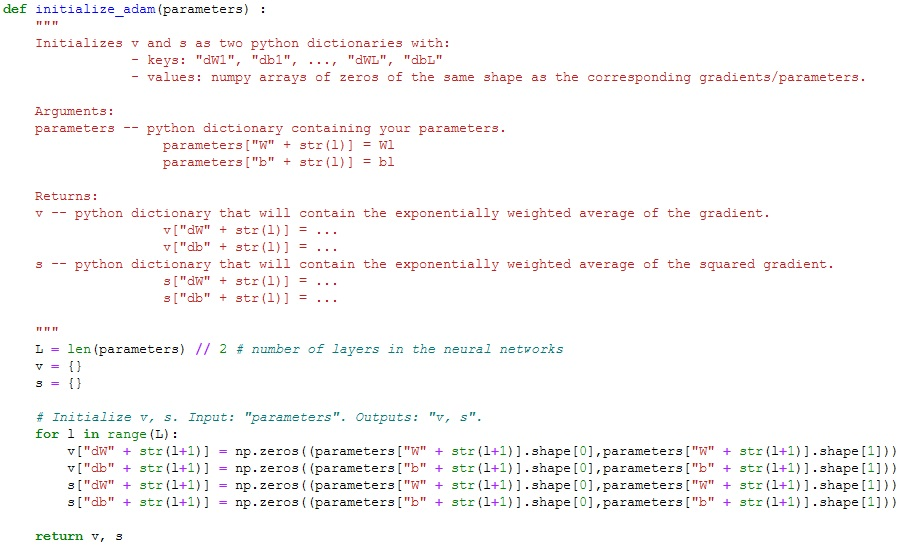 def initialize_adam(parameters) :
    """
    Initializes v and s as two python dictionaries with:
                - keys: "dW1", "db1", ..., "dWL", "dbL"
                - values: numpy arrays of zeros of the same shape as the corresponding gradients/parameters.

    Arguments:
    parameters -- python dictionary containing your parameters.
                    parameters["W" + str(l)] = Wl
                    parameters["b" + str(l)] = bl

    Returns:
    v -- python dictionary that will contain the exponentially weighted average of the gradient.
                    v["dW" + str(l)] = ...
                    v["db" + str(l)] = ...
    s -- python dictionary that will contain the exponentially weighted average of the squared gradient.
                    s["dW" + str(l)] = ...
                    s["db" + str(l)] = ...

    """
    L = len(parameters) // 2 # number of layers in the neural networks
    v = {}
    s = {}

    # Initialize v, s. Input: "parameters". Outputs: "v, s".
    for l in range(L):
        v["dW" + str(l+1)] = np.zeros((parameters["W" + str(l+1)].shape[0],parameters["W" + str(l+1)].shape[1]))
        v["db" + str(l+1)] = np.zeros((parameters["b" + str(l+1)].shape[0],parameters["b" + str(l+1)].shape[1]))
        s["dW" + str(l+1)] = np.zeros((parameters["W" + str(l+1)].shape[0],parameters["W" + str(l+1)].shape[1]))
        s["db" + str(l+1)] = np.zeros((parameters["b" + str(l+1)].shape[0],parameters["b" + str(l+1)].shape[1]))

    return v, s